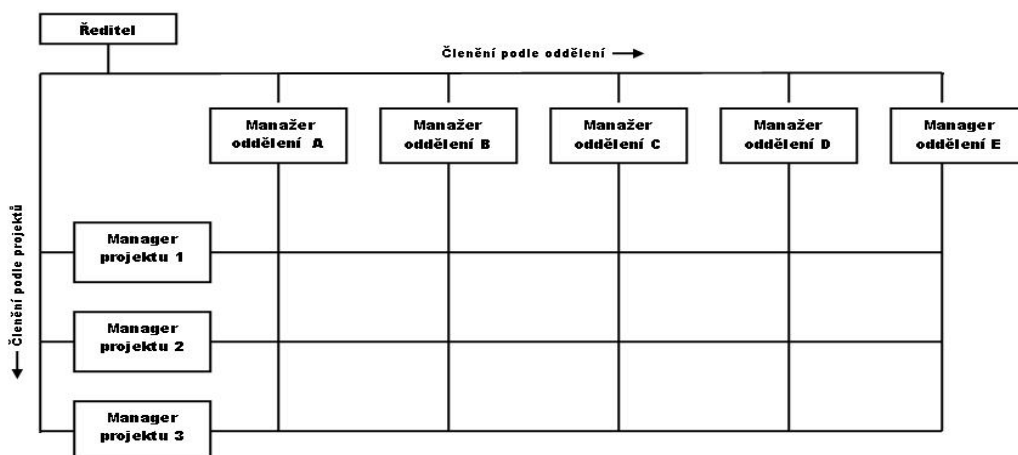 Ředitel
Členění podle oddělení
Manažer
oddělení A
Manažer
oddělení B
Manažer
oddělení C
Manažer
oddělení D
Manager
oddělení E
Členění podle projektů
Manager
projektu 1
Manager
projektu 2
Manager
projektu 3